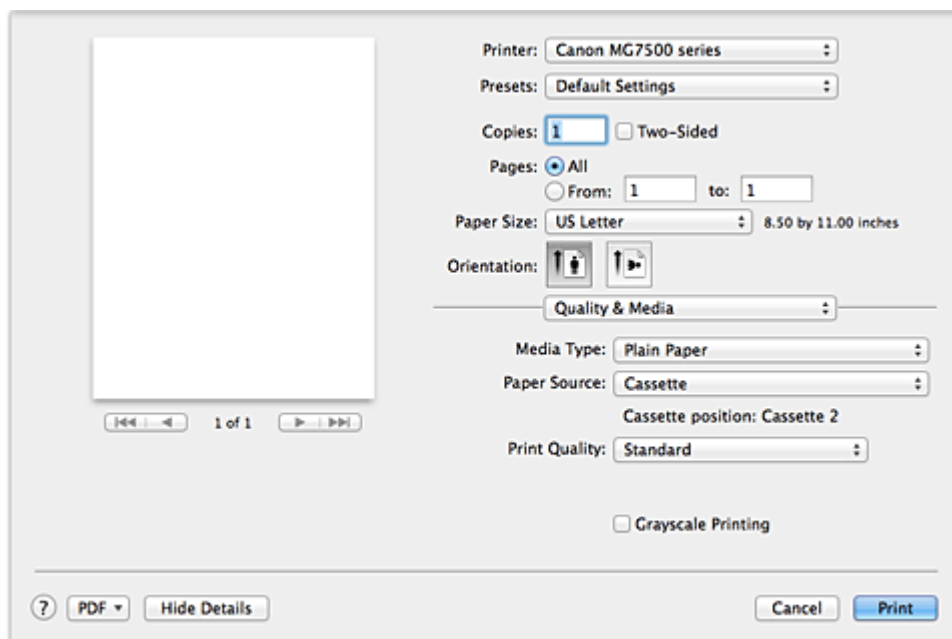 Printer: Canon MG7500 series
Presets: Default Settings
Copies: 1 Two-Sided
Pages: All
From: 1 to: 1
Paper Size: US Letter 8.50 by 11.00 inches
Orientation:
Quality & Media
Media Type: Plain Paper
Paper Source: Cassette
Cassette position: Cassette 2
1 of 1
Print Quality: Standard
Grayscale Printing
? PDF Hide Details Cancel Print